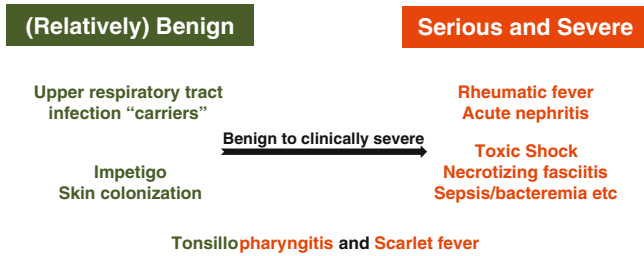 (Relatively) Benign
Serious and Severe
Upper respiratory tract
infection “carriers”
Rheumatic fever
Acute nephritis
Benign to clinically severe
Impetigo
Skin colonization
Toxic Shock
Necrotizing fasciitis
Sepsis/bacteremia etc
Tonsillopharyngitis and Scarlet fever